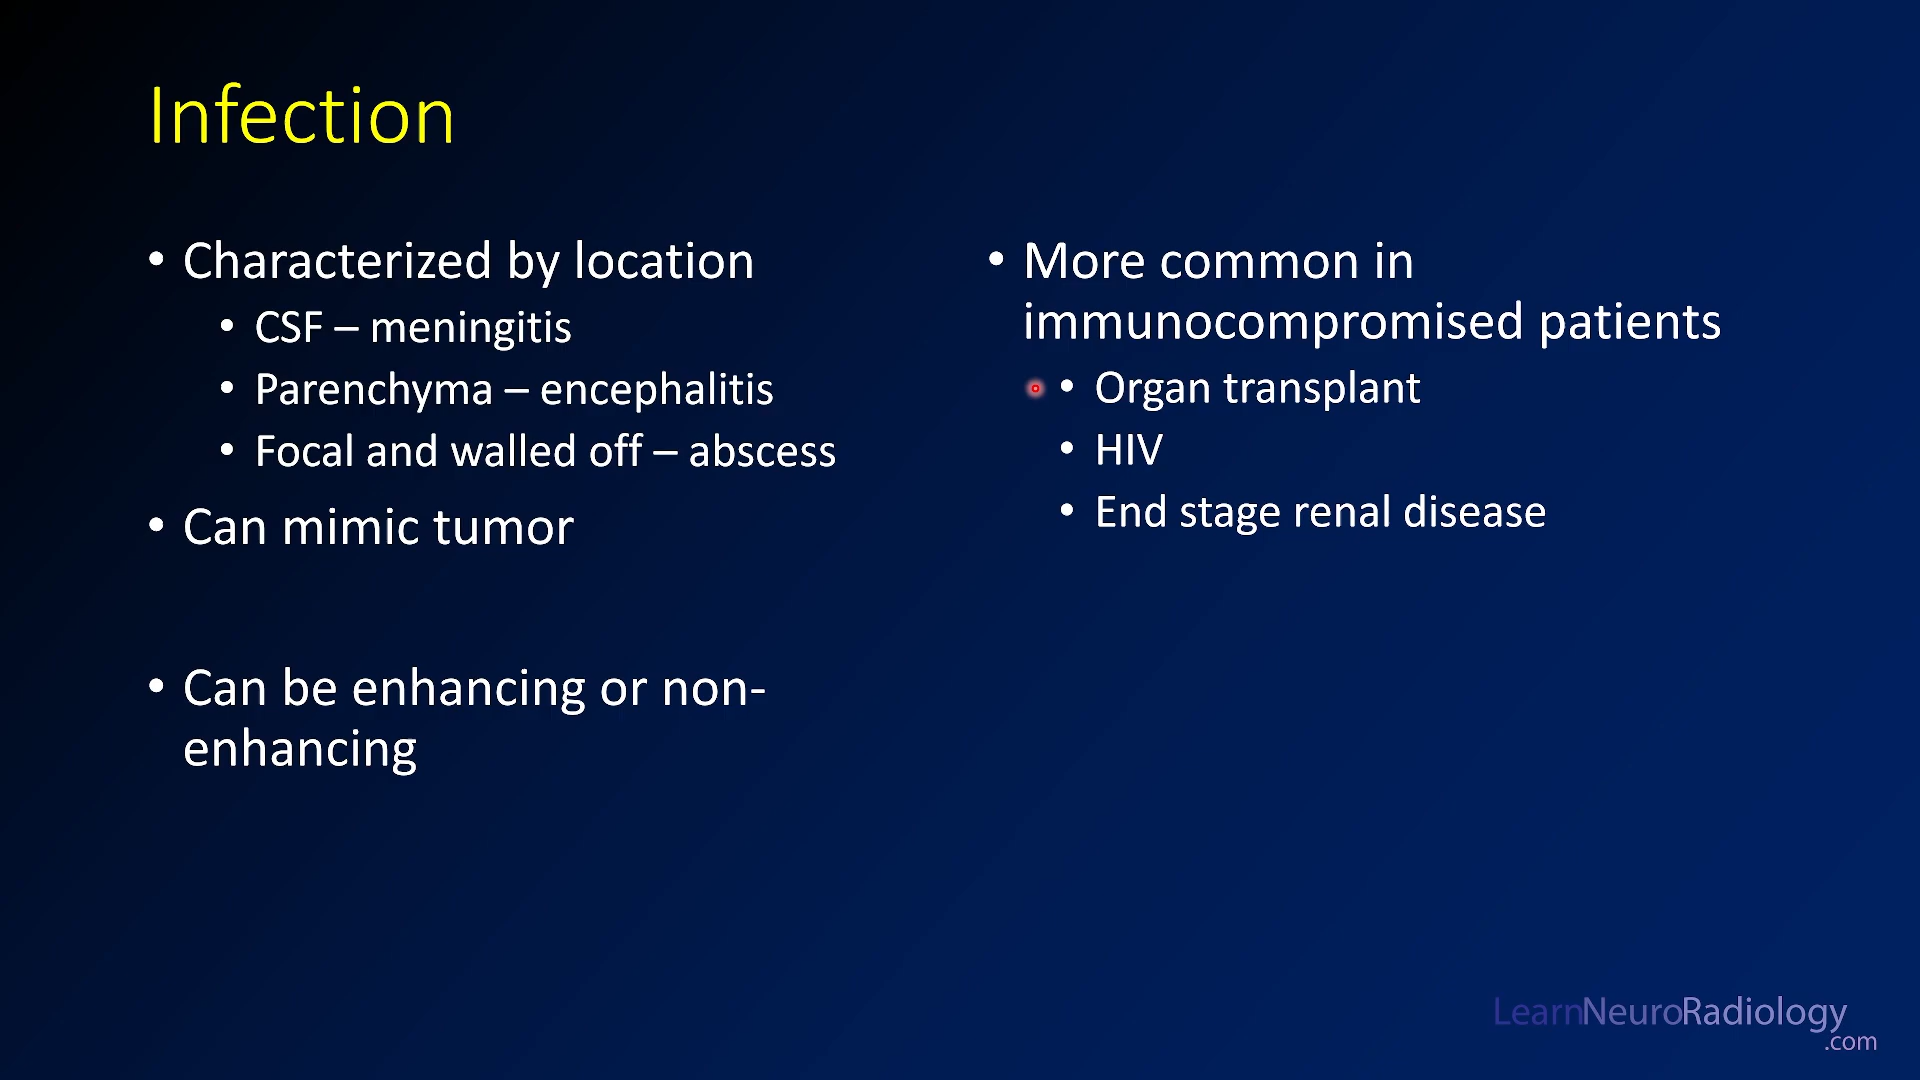 Infection
• Characterized by location
• CSF – meningitis
• Parenchyma – encephalitis
• Focal and walled off – abscess
• Can mimic tumor
• Can be enhancing or non-
enhancing
• More common in
immunocompromised patients
• Organ transplant
• HIV
• End stage renal disease
LearnNeuroRadiology
.com